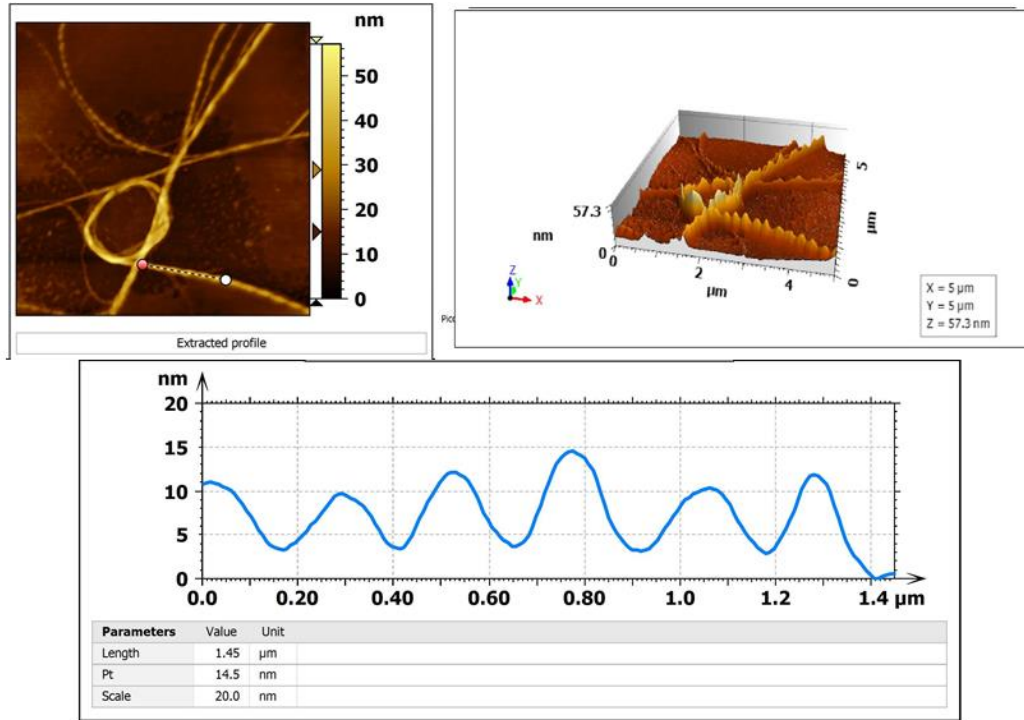 nm
50
40
30
20
10
0
Extracted profile
57.3
nm
0
0
2
µm
4
0
µm
5
Z
Y
X
X = 5 µm
Y = 5 µm
Z = 57.3 nm
nm
20
15
10
5
0
0.0 0.20 0.40 0.60 0.80 1.0 1.2 1.4 µm
Parameters Value Unit
Length 1.45 µm
Pt 14.5 nm
Scale 20.0 nm